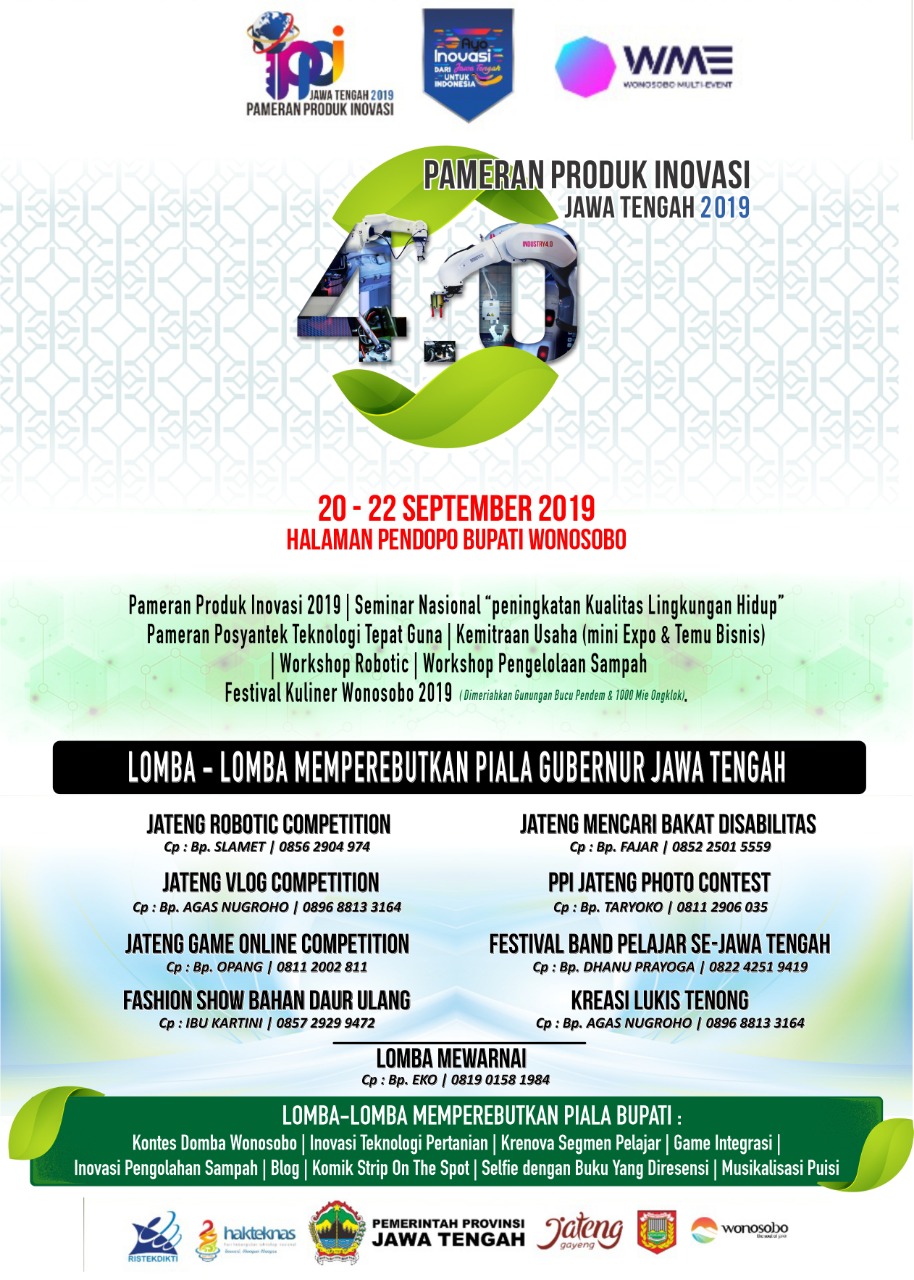 JAWA TENGAH 2019
PAMERAN PRODUK INOVASI
Ayo
Inovasi
DARI Jawa Tengah
UNTUK
INDONESIA
WME
WONOSOBO MULTI-EVENT
PAMERAN PRODUK INOVASI
JAWA TENGAH 2019
INDUSTRY4.0
4.0
20 - 22 SEPTEMBER 2019
HALAMAN PENDOPO BUPATI WONOSOBO
Pameran Produk Inovasi 2019 | Seminar Nasional “peningkatan Kualitas Lingkungan Hidup”
Pameran Posyantek Teknologi Tepat Guna | Kemitraan Usaha (mini Expo & Temu Bisnis)
| Workshop Robotic | Workshop Pengelolaan Sampah
Festival Kuliner Wonosobo 2019 ( Dimeriahkan Gunungan Bucu Pendem & 1000 Mie Ongklok).
LOMBA - LOMBA MEMPEREBUTKAN PIALA GUBERNUR JAWA TENGAH
JATENG ROBOTIC COMPETITION
Cp : Bp. SLAMET | 0856 2904 974
JATENG MENCARI BAKAT DISABILITAS
Cp : Bp. FAJAR | 0852 2501 5559
JATENG VLOG COMPETITION
Cp : Bp. AGAS NUGROHO | 0896 8813 3164
PPI JATENG PHOTO CONTEST
Cp : Bp. TARYOKO | 0811 2906 035
JATENG GAME ONLINE COMPETITION
Cp : Bp. OPANG | 0811 2002 811
FESTIVAL BAND PELAJAR SE-JAWA TENGAH
Cp : Bp. DHANU PRAYOGA | 0822 4251 9419
FASHION SHOW BAHAN DAUR ULANG
Cp : IBU KARTINI | 0857 2929 9472
KREASI LUKIS TENONG
Cp : Bp. AGAS NUGROHO | 0896 8813 3164
LOMBA MEWARNAI
Cp : Bp. EKO | 0819 0158 1984
LOMBA-LOMBA MEMPEREBUTKAN PIALA BUPATI :
Kontes Domba Wonosobo | Inovasi Teknologi Pertanian | Krenova Segmen Pelajar | Game Integrasi |
Inovasi Pengolahan Sampah | Blog | Komik Strip On The Spot | Selfie dengan Buku Yang Diresensi | Musikalisasi Puisi
RISTEKDIKTI
hakteknas
PEMERINTAH PROVINSI
JAWA TENGAH
jateng
gayeng
wonosobo
the soul of java